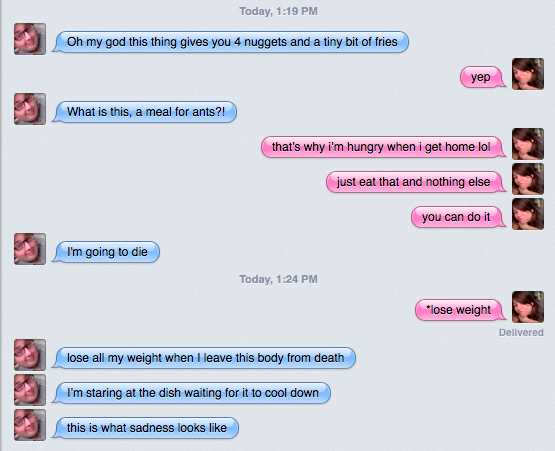 Today, 1:19 PM
Oh my god this thing gives you 4 nuggets and a tiny bit of fries
yep
What is this, a meal for ants?!
that's why i'm hungry when i get home lol
just eat that and nothing else
you can do it
I'm going to die
Today, 1:24 PM
*lose weight
Delivered
lose all my weight when I leave this body from death
I'm staring at the dish waiting for it to cool down
this is what sadness looks like